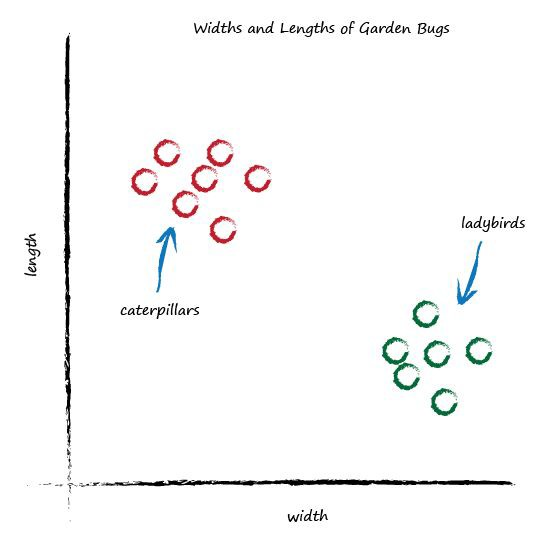 Widths and Lengths of Garden Bugs
ladybirds
length
caterpillars
width